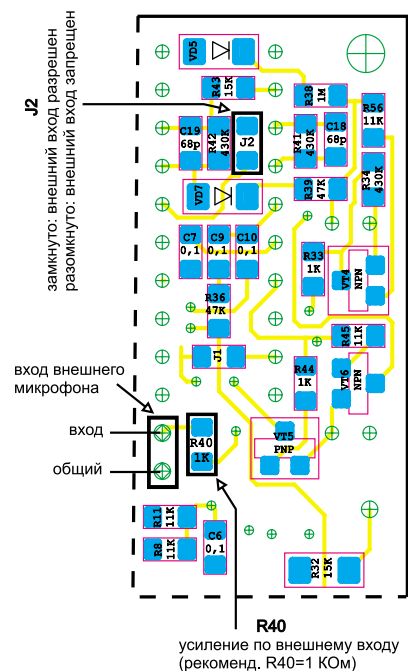 J2
замкнуто: внешний вход разрешен
разомкнуто: внешний вход запрещен
VD5
R43
15K
R38
1M
R56
11K
C19
68p
R42
430K
J2
R41
430K
C18
68p
R34
430K
VD7
R39
47K
C7
0,1
C9
0,1
C10
0,1
R33
1K
VT4
NPN
R36
47K
R45
11K
J1
R44
1K
VT6
NPN
вход внешнего
микрофона
вход
общий
R40
1K
VT5
PNP
R11
11K
R8
11K
C6
0,1
R32
15K
R40
усиление по внешнему входу
(рекоменд. R40=1 КОм)